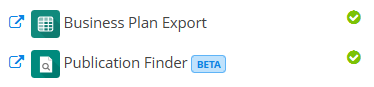 Business Plan Export
Publication Finder BETA